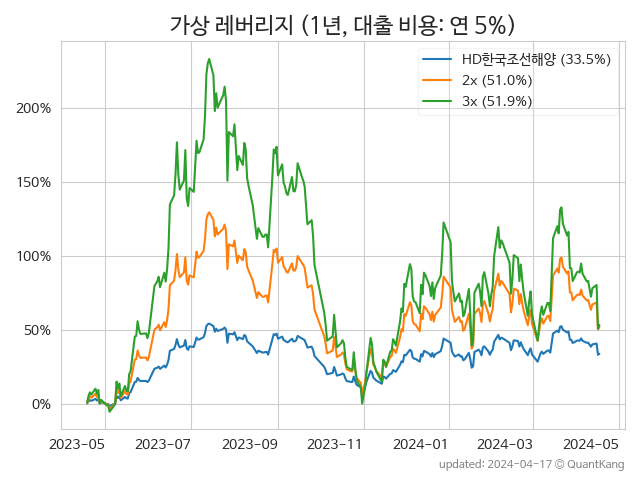 가상 레버리지 (1년, 대출 비용: 연 5%)
HD한국조선해양 (33.5%)
2x (51.0%)
3x (51.9%)
200%
150%
100%
50%
0%
2023-05 2023-07 2023-09 2023-11 2024-01 2024-03 2024-05
updated: 2024-04-17 © QuantKang